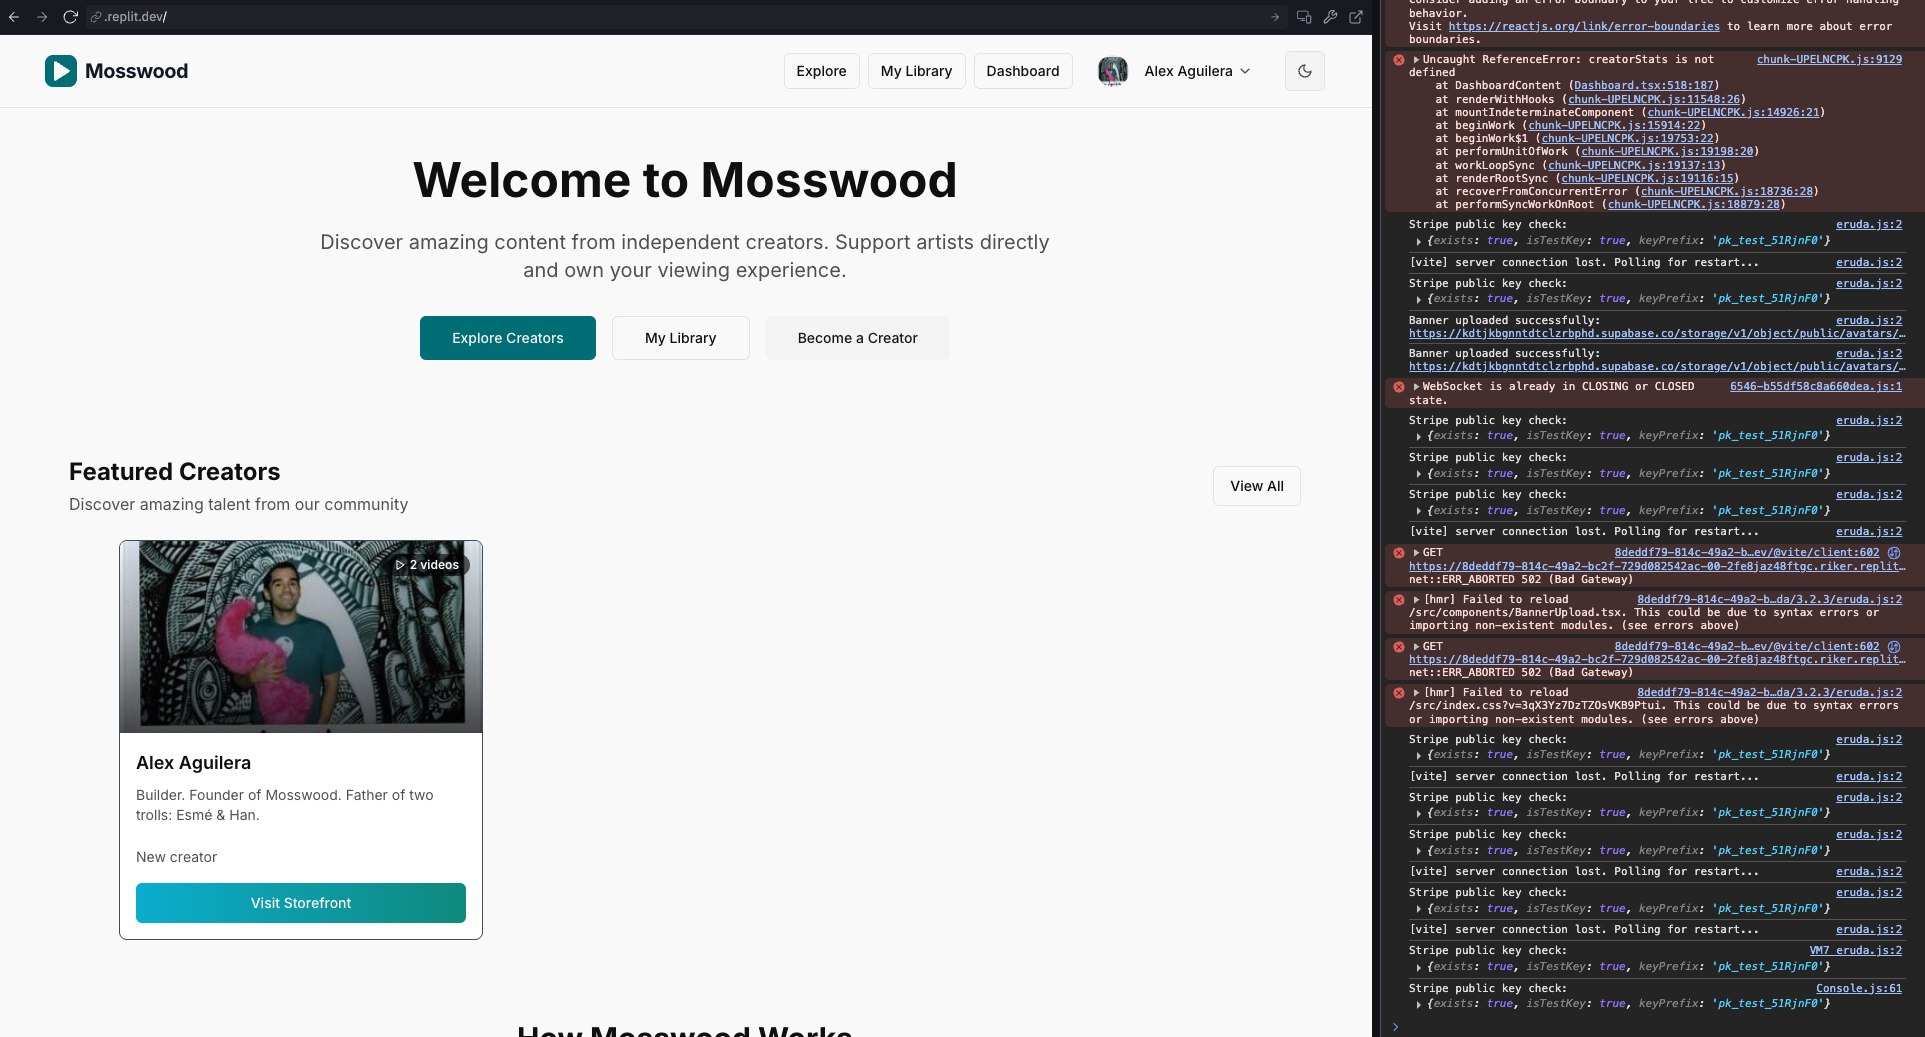 .replit.dev/
Mosswood
Explore
My Library
Dashboard
Alex Aguilera
Welcome to Mosswood
Discover amazing content from independent creators. Support artists directly
and own your viewing experience.
Explore Creators
My Library
Become a Creator
Featured Creators
Discover amazing talent from our community
View All
2 videos
Alex Aguilera
Builder. Founder of Mosswood. Father of two
trolls: Esmé & Han.
New creator
Visit Storefront
How Mosswood Works
Consider adding an error boundary to your tree to customize error handling
behavior.
Visit https://reactjs.org/link/error-boundaries to learn more about error
boundaries.
Uncaught ReferenceError: creatorStats is not chunk-UPELNCPK.js:9129
defined
at DashboardContent (Dashboard.tsx:518:187)
at renderWithHooks (chunk-UPELNCPK.js:11548:26)
at mountIndeterminateComponent (chunk-UPELNCPK.js:14926:21)
at beginWork (chunk-UPELNCPK.js:15914:22)
at beginWork$1 (chunk-UPELNCPK.js:19753:22)
at performUnitOfWork (chunk-UPELNCPK.js:19198:20)
at workLoopSync (chunk-UPELNCPK.js:19137:13)
at renderRootSync (chunk-UPELNCPK.js:19116:15)
at recoverFromConcurrentError (chunk-UPELNCPK.js:18736:28)
at performSyncWorkOnRoot (chunk-UPELNCPK.js:18879:28)
Stripe public key check: eruda.js:2
{exists: true, isTestKey: true, keyPrefix: 'pk_test_51RjnF0'}
[vite] server connection lost. Polling for restart... eruda.js:2
Stripe public key check: eruda.js:2
{exists: true, isTestKey: true, keyPrefix: 'pk_test_51RjnF0'}
Banner uploaded successfully: eruda.js:2
https://kdtjkbgnntdtclzrbphd.supabase.co/storage/v1/object/public/avatars/…
Banner uploaded successfully: eruda.js:2
https://kdtjkbgnntdtclzrbphd.supabase.co/storage/v1/object/public/avatars/…
WebSocket is already in CLOSING or CLOSED 6546-b55df58c8a660dea.js:1
state.
Stripe public key check: eruda.js:2
{exists: true, isTestKey: true, keyPrefix: 'pk_test_51RjnF0'}
Stripe public key check: eruda.js:2
{exists: true, isTestKey: true, keyPrefix: 'pk_test_51RjnF0'}
Stripe public key check: eruda.js:2
{exists: true, isTestKey: true, keyPrefix: 'pk_test_51RjnF0'}
[vite] server connection lost. Polling for restart... eruda.js:2
GET 8deddf79-814c-49a2-b…ev/@vite/client:602
https://8deddf79-814c-49a2-bc2f-729d082542ac-00-2fe8jaz48ftgc.riker.replit…
net::ERR_ABORTED 502 (Bad Gateway)
[hmr] Failed to reload 8deddf79-814c-49a2-b…da/3.2.3/eruda.js:2
/src/components/BannerUpload.tsx. This could be due to syntax errors or
importing non-existent modules. (see errors above)
GET 8deddf79-814c-49a2-b…ev/@vite/client:602
https://8deddf79-814c-49a2-bc2f-729d082542ac-00-2fe8jaz48ftgc.riker.replit…
net::ERR_ABORTED 502 (Bad Gateway)
[hmr] Failed to reload 8deddf79-814c-49a2-b…da/3.2.3/eruda.js:2
/src/index.css?v=3qX3Yz7DzTZOsVKB9Ptui. This could be due to syntax errors
or importing non-existent modules. (see errors above)
Stripe public key check: eruda.js:2
{exists: true, isTestKey: true, keyPrefix: 'pk_test_51RjnF0'}
[vite] server connection lost. Polling for restart... eruda.js:2
Stripe public key check: eruda.js:2
{exists: true, isTestKey: true, keyPrefix: 'pk_test_51RjnF0'}
Stripe public key check: eruda.js:2
{exists: true, isTestKey: true, keyPrefix: 'pk_test_51RjnF0'}
[vite] server connection lost. Polling for restart... eruda.js:2
Stripe public key check: eruda.js:2
{exists: true, isTestKey: true, keyPrefix: 'pk_test_51RjnF0'}
[vite] server connection lost. Polling for restart... eruda.js:2
Stripe public key check: VM7 eruda.js:2
{exists: true, isTestKey: true, keyPrefix: 'pk_test_51RjnF0'}
Stripe public key check: Console.js:61
{exists: true, isTestKey: true, keyPrefix: 'pk_test_51RjnF0'}